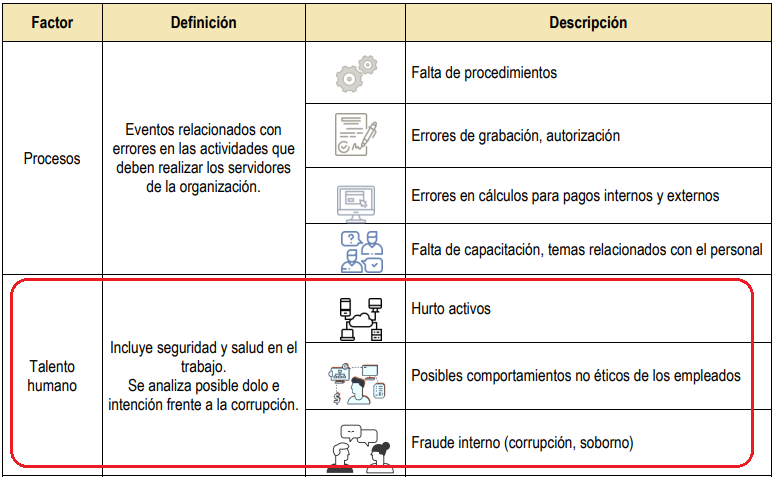 Factor
Definición
Descripción
Procesos
Eventos relacionados con
errores en las actividades que
deben realizar los servidores
de la organización.
Falta de procedimientos
Errores de grabación, autorización
Errores en cálculos para pagos internos y externos
Falta de capacitación, temas relacionados con el personal
Talento
humano
Incluye seguridad y salud en el
trabajo.
Se analiza posible dolo e
intención frente a la corrupción.
Hurto activos
Posibles comportamientos no éticos de los empleados
Fraude interno (corrupción, soborno)